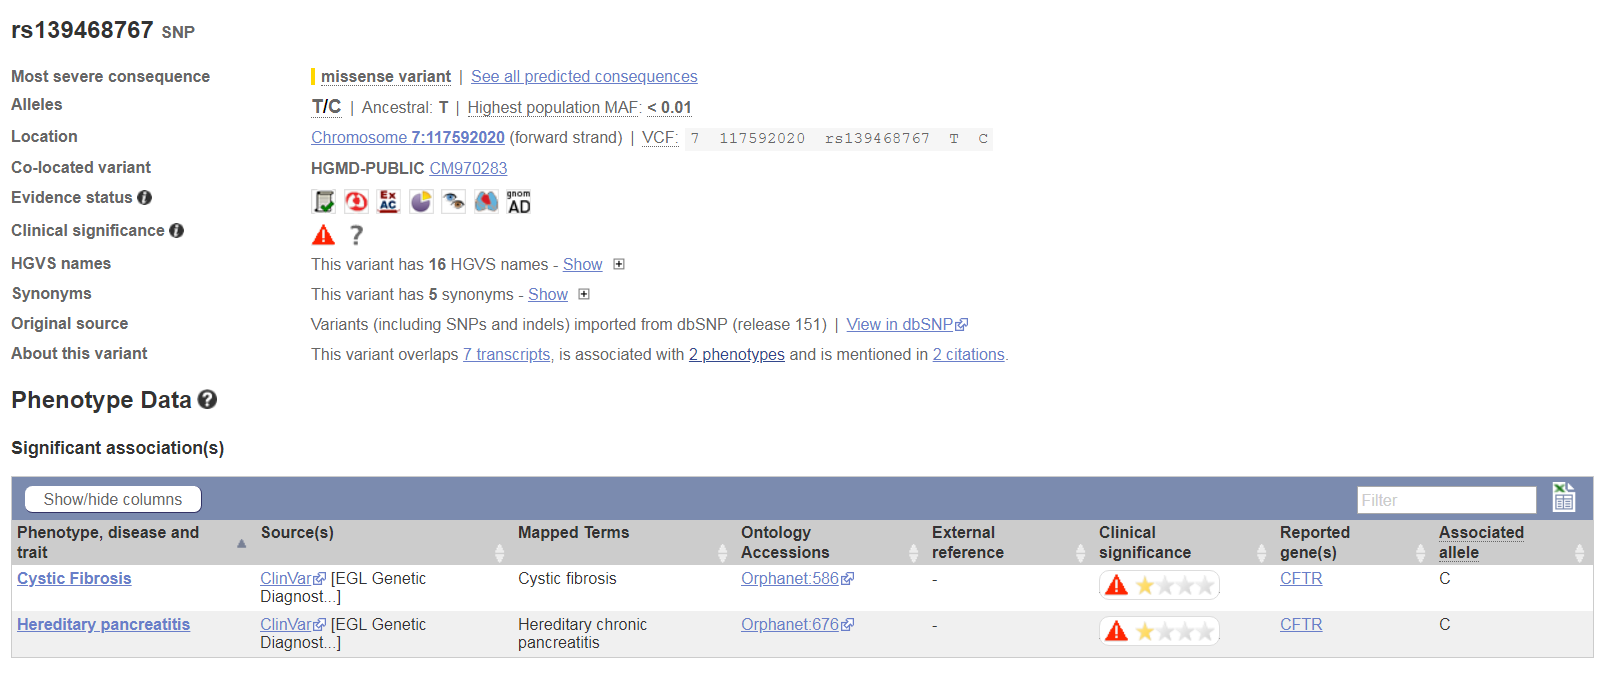 rs139468767 SNP
Most severe consequence missense variant | See all predicted consequences
Alleles T/C | Ancestral: T | Highest population MAF: < 0.01
Location Chromosome 7:117592020 (forward strand) | VCF: 7 117592020 rs139468767 T C
Co-located variant HGMD-PUBLIC CM970283
Evidence status i Ex AC gnom AD
Clinical significance i ?
HGVS names This variant has 16 HGVS names - Show
Synonyms This variant has 5 synonyms - Show
Original source Variants (including SNPs and indels) imported from dbSNP (release 151) | View in dbSNP
About this variant This variant overlaps 7 transcripts, is associated with 2 phenotypes and is mentioned in 2 citations.
Phenotype Data ?
Significant association(s)
Show/hide columns Filter
Phenotype, disease and trait Source(s) Mapped Terms Ontology Accessions External reference Clinical significance Reported gene(s) Associated allele
Cystic Fibrosis ClinVar [EGL Genetic Diagnost...] Cystic fibrosis Orphanet:586 - CFTR C
Hereditary pancreatitis ClinVar [EGL Genetic Diagnost...] Hereditary chronic pancreatitis Orphanet:676 - CFTR C